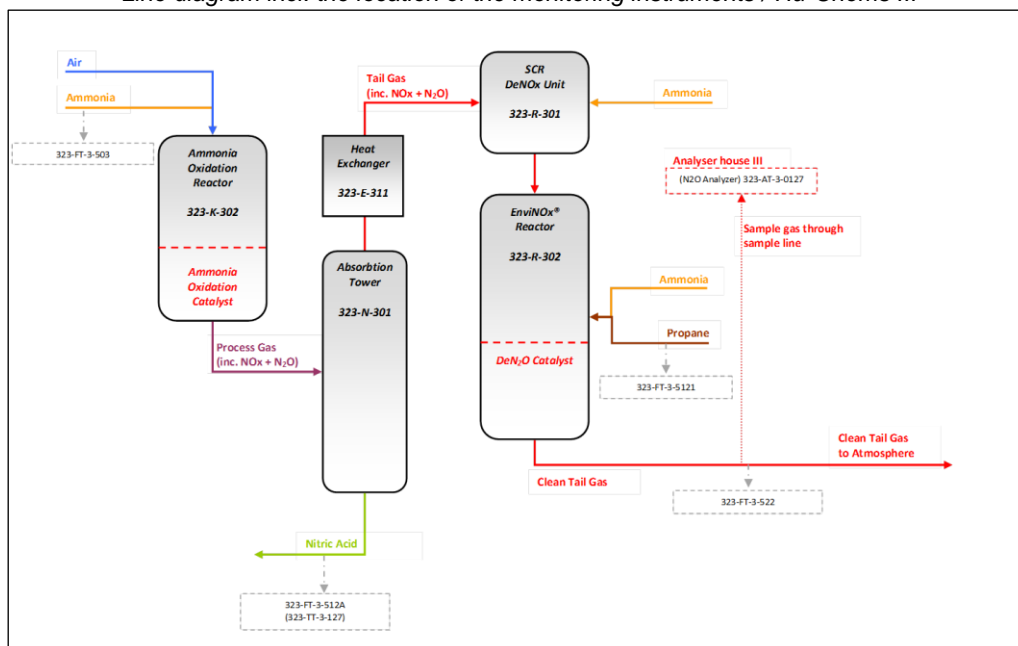 Air
Ammonia
323-FT-3-503
Ammonia
Oxidation
Reactor
323-K-302
Ammonia
Oxidation
Catalyst
Process Gas
(inc. NOx + N₂O)
Tail Gas
(inc. NOx + N₂O)
Heat
Exchanger
323-E-311
Absorbtion
Tower
323-N-301
Nitric Acid
323-FT-3-512A
(323-TT-3-127)
SCR
DeNOx Unit
323-R-301
Ammonia
EnviNOx®
Reactor
323-R-302
DeN₂O Catalyst
Ammonia
Propane
323-FT-3-5121
Analyser house III
(N2O Analyzer) 323-AT-3-0127
Sample gas through
sample line
Clean Tail Gas
Clean Tail Gas
to Atmosphere
323-FT-3-522